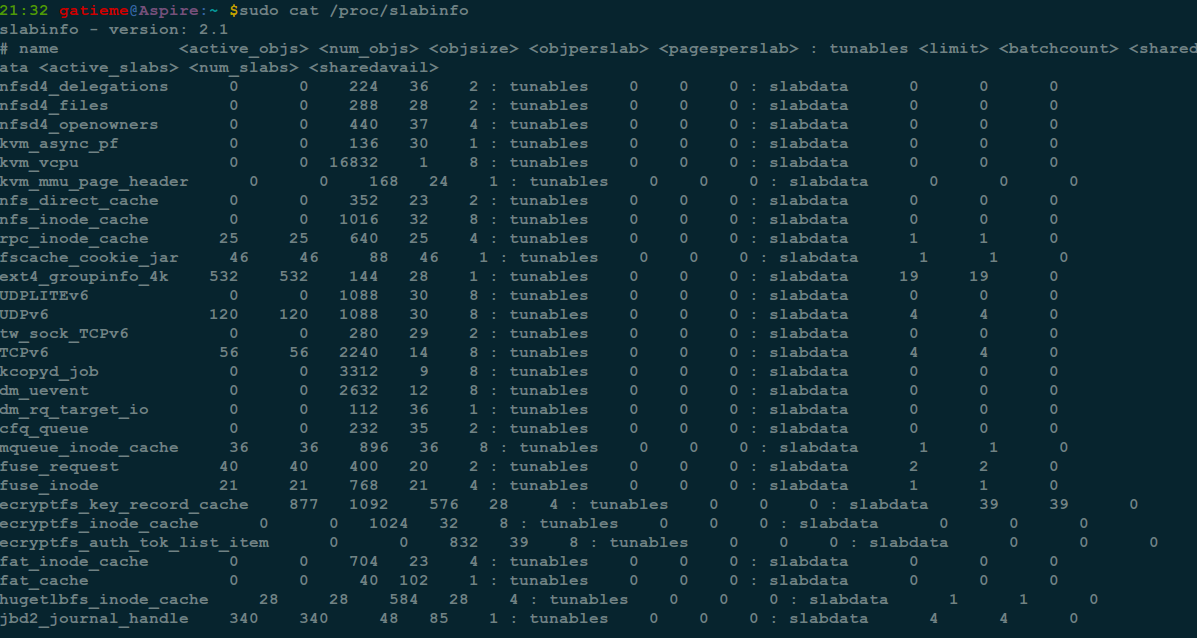 21:32 gatieme@Aspire:~ $sudo cat /proc/slabinfo
slabinfo - version: 2.1
# name            <active_objs> <num_objs> <objsize> <objperslab> <pagesperslab> : tunables <limit> <batchcount> <shared
ata <active_slabs> <num_slabs> <sharedavail>
nfsd4_delegations      0      0    224   36    2 : tunables    0    0    0 : slabdata      0      0      0
nfsd4_files            0      0    288   28    2 : tunables    0    0    0 : slabdata      0      0      0
nfsd4_openowners       0      0    440   37    4 : tunables    0    0    0 : slabdata      0      0      0
kvm_async_pf           0      0    136   30    1 : tunables    0    0    0 : slabdata      0      0      0
kvm_vcpu               0      0  16832    1    8 : tunables    0    0    0 : slabdata      0      0      0
kvm_mmu_page_header      0      0    168   24    1 : tunables    0    0    0 : slabdata      0      0      0
nfs_direct_cache       0      0    352   23    2 : tunables    0    0    0 : slabdata      0      0      0
nfs_inode_cache        0      0   1016   32    8 : tunables    0    0    0 : slabdata      0      0      0
rpc_inode_cache       25     25    640   25    4 : tunables    0    0    0 : slabdata      1      1      0
fscache_cookie_jar     46     46     88   46    1 : tunables    0    0    0 : slabdata      1      1      0
ext4_groupinfo_4k    532    532    144   28    1 : tunables    0    0    0 : slabdata     19     19      0
UDPLITEv6              0      0   1088   30    8 : tunables    0    0    0 : slabdata      0      0      0
UDPv6                120    120   1088   30    8 : tunables    0    0    0 : slabdata      4      4      0
tw_sock_TCPv6          0      0    280   29    2 : tunables    0    0    0 : slabdata      0      0      0
TCPv6                 56     56   2240   14    8 : tunables    0    0    0 : slabdata      4      4      0
kcopyd_job             0      0   3312    9    8 : tunables    0    0    0 : slabdata      0      0      0
dm_uevent              0      0   2632   12    8 : tunables    0    0    0 : slabdata      0      0      0
dm_rq_target_io        0      0    112   36    1 : tunables    0    0    0 : slabdata      0      0      0
cfq_queue              0      0    232   35    2 : tunables    0    0    0 : slabdata      0      0      0
mqueue_inode_cache     36     36    896   36    8 : tunables    0    0    0 : slabdata      1      1      0
fuse_request          40     40    400   20    2 : tunables    0    0    0 : slabdata      2      2      0
fuse_inode            21     21    768   21    4 : tunables    0    0    0 : slabdata      1      1      0
ecryptfs_key_record_cache    877   1092    576   28    4 : tunables    0    0    0 : slabdata     39     39      0
ecryptfs_inode_cache      0      0   1024   32    8 : tunables    0    0    0 : slabdata      0      0      0
ecryptfs_auth_tok_list_item      0      0    832   39    8 : tunables    0    0    0 : slabdata      0      0      0
fat_inode_cache        0      0    704   23    4 : tunables    0    0    0 : slabdata      0      0      0
fat_cache              0      0     40  102    1 : tunables    0    0    0 : slabdata      0      0      0
hugetlbfs_inode_cache     28     28    584   28    4 : tunables    0    0    0 : slabdata      1      1      0
jbd2_journal_handle    340    340     48   85    1 : tunables    0    0    0 : slabdata      4      4      0